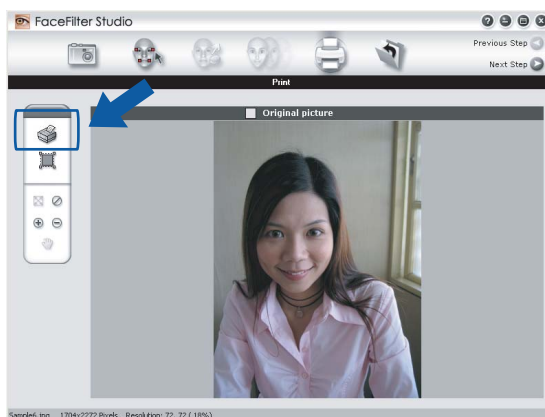 FaceFilter Studio
Previous Step
Next Step
Print
Original picture
Sample6.jpg 1704x2272 Pixels Resolution: 72, 72 ( 18%)